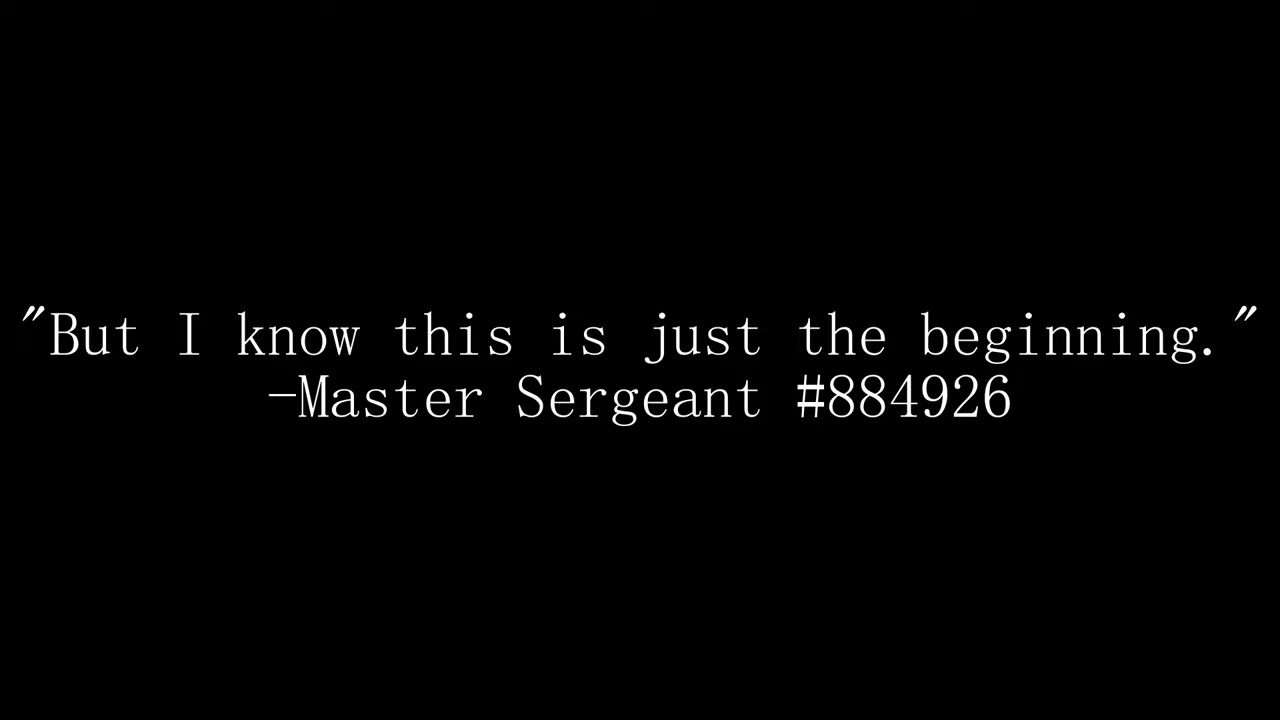 "But I know this is just the beginning."
-Master Sergeant #884926